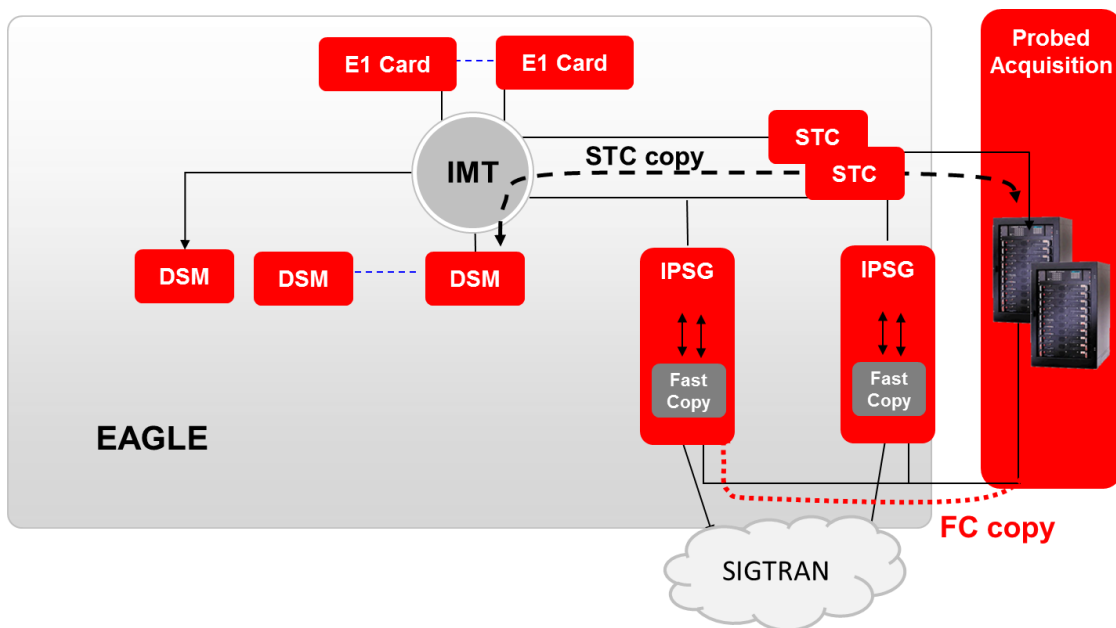 E1 Card
E1 Card
Probed
Acquisition
STC
STC copy
IMT
STC
DSM
DSM
DSM
IPSG
IPSG
Fast
Copy
Fast
Copy
EAGLE
FC copy
SIGTRAN